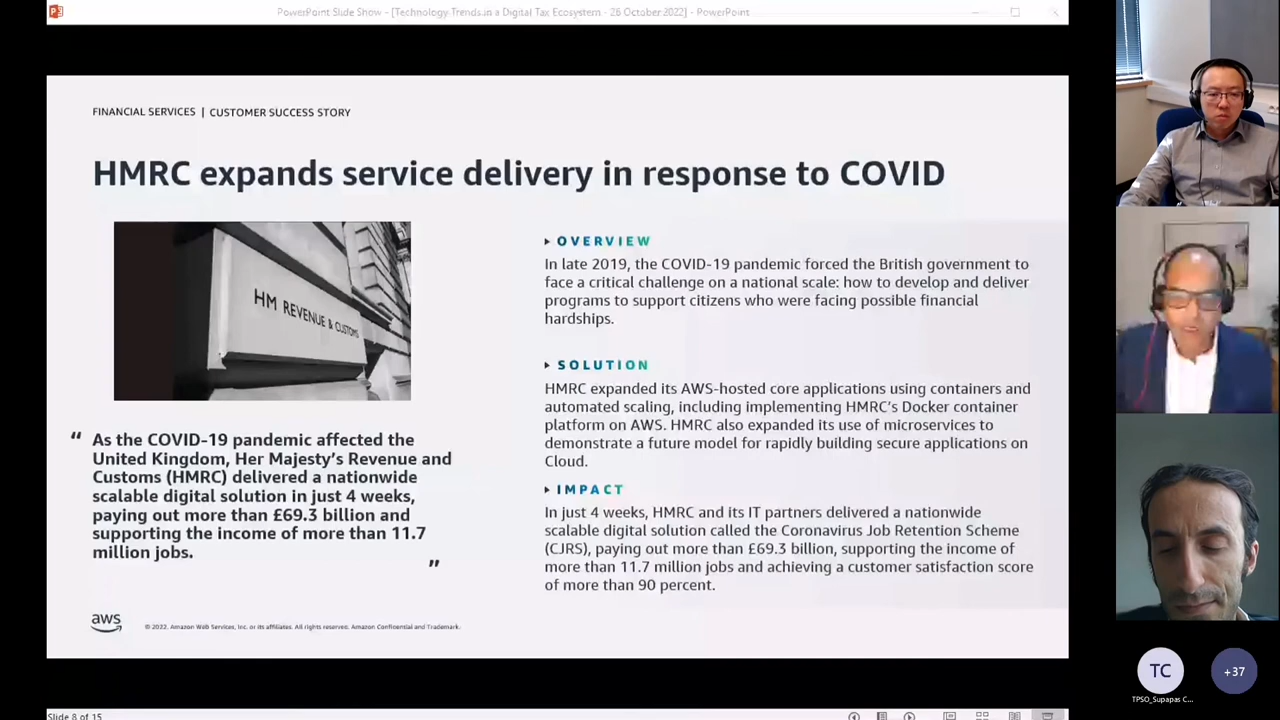 PowerPoint Slide Show - [Technology Trends in a Digital Tax Ecosystem - 26 October 2022] - PowerPoint
FINANCIAL SERVICES | CUSTOMER SUCCESS STORY
HMRC expands service delivery in response to COVID
HM REVENUE & CUSTOMS
“ As the COVID-19 pandemic affected the
United Kingdom, Her Majesty’s Revenue and
Customs (HMRC) delivered a nationwide
scalable digital solution in just 4 weeks,
paying out more than £69.3 billion and
supporting the income of more than 11.7
million jobs.
”
OVERVIEW
In late 2019, the COVID-19 pandemic forced the British government to
face a critical challenge on a national scale: how to develop and deliver
programs to support citizens who were facing possible financial
hardships.
SOLUTION
HMRC expanded its AWS-hosted core applications using containers and
automated scaling, including implementing HMRC’s Docker container
platform on AWS. HMRC also expanded its use of microservices to
demonstrate a future model for rapidly building secure applications on
Cloud.
IMPACT
In just 4 weeks, HMRC and its IT partners delivered a nationwide
scalable digital solution called the Coronavirus Job Retention Scheme
(CJRS), paying out more than £69.3 billion, supporting the income of
more than 11.7 million jobs and achieving a customer satisfaction score
of more than 90 percent.
aws
© 2022, Amazon Web Services, Inc. or its affiliates. All rights reserved. Amazon Confidential and Trademark.
Slide 8 of 15
TC
TPSO_Supapas C...
+37